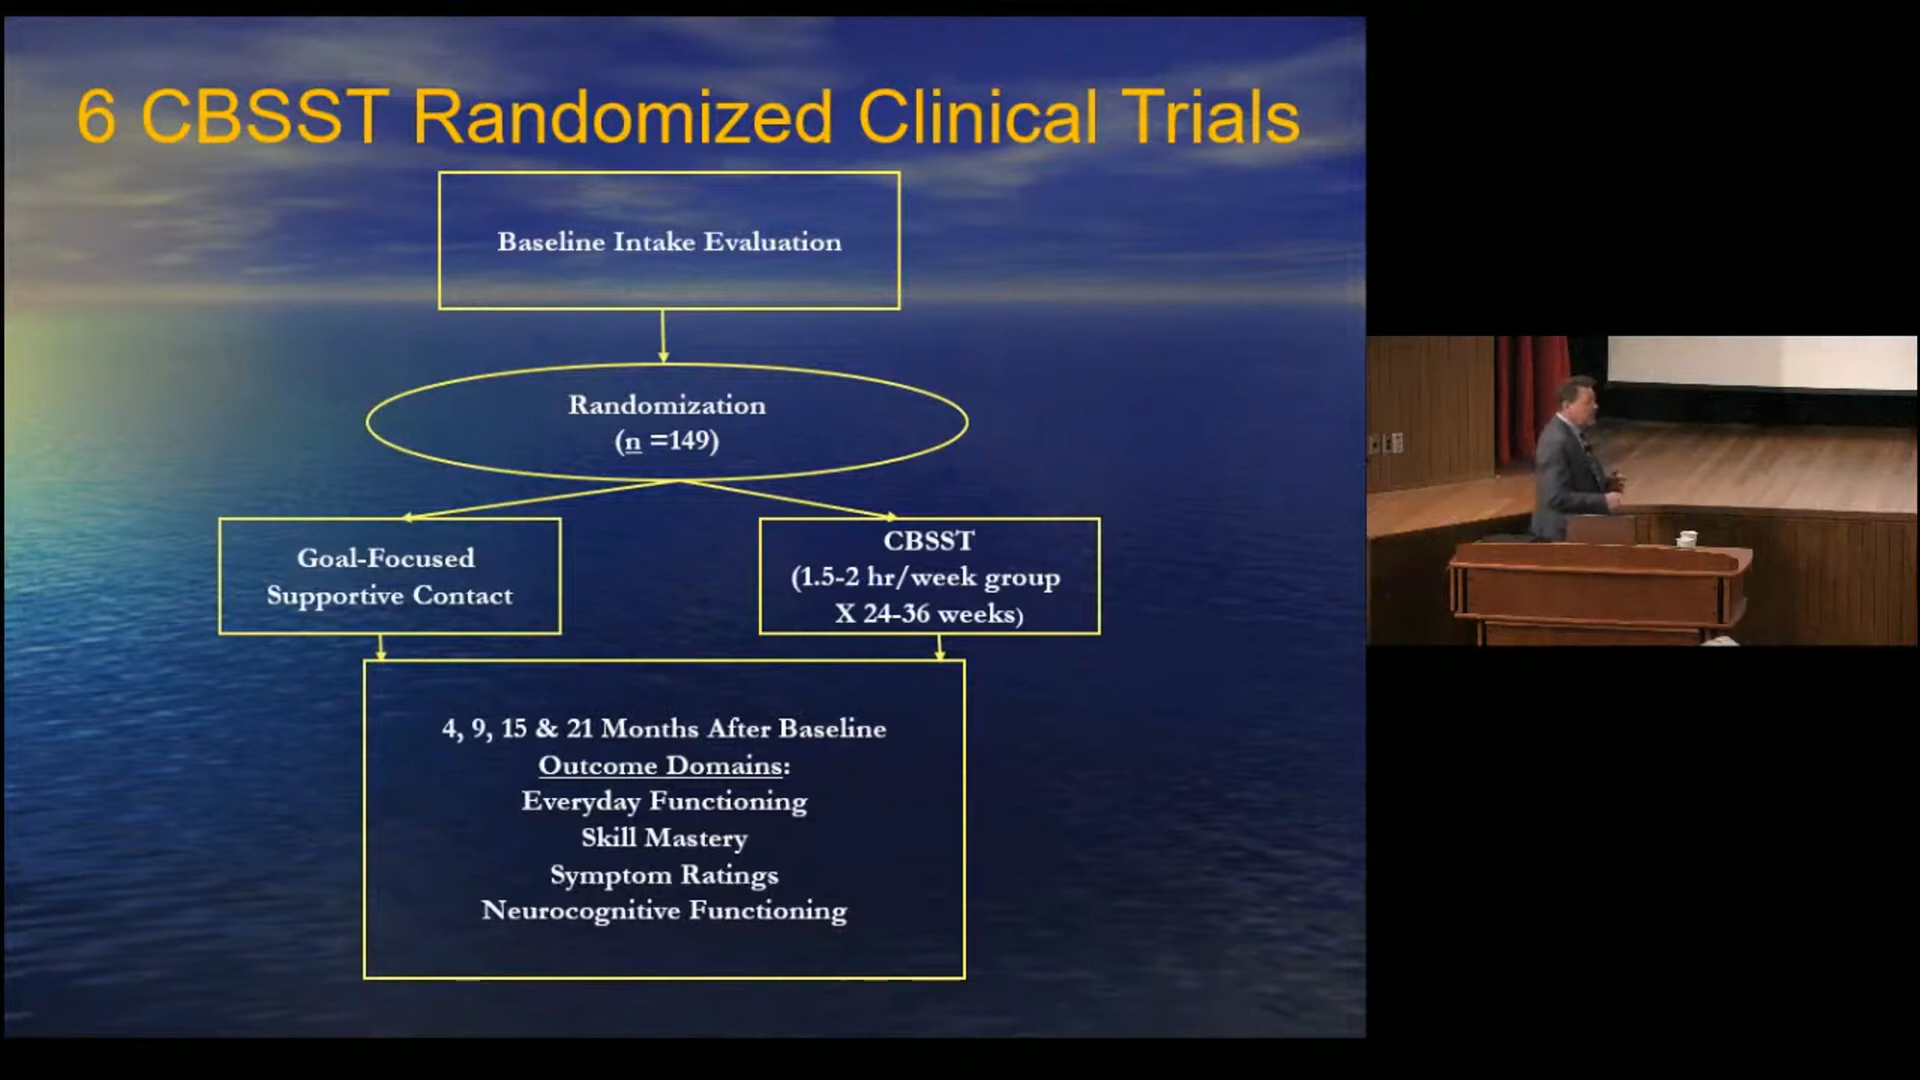 6 CBSST Randomized Clinical Trials
Baseline Intake Evaluation
Randomization
(n =149)
Goal-Focused
Supportive Contact
CBSST
(1.5-2 hr/week group
X 24-36 weeks)
4, 9, 15 & 21 Months After Baseline
Outcome Domains:
Everyday Functioning
Skill Mastery
Symptom Ratings
Neurocognitive Functioning